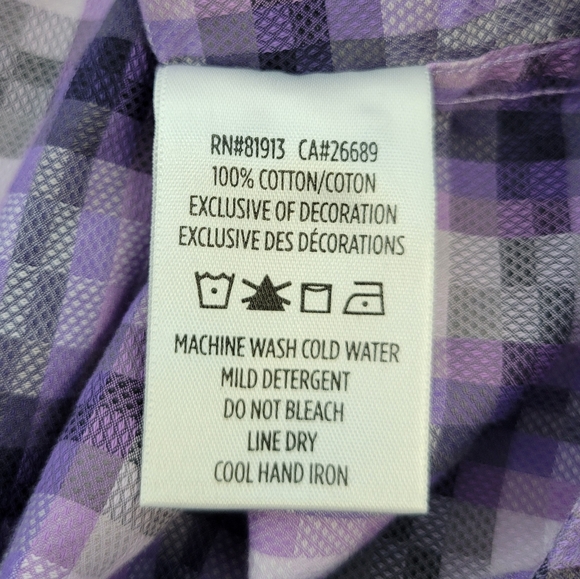 RN#81913 CA#26689
100% COTTON/COTON
EXCLUSIVE OF DECORATION
EXCLUSIVE DES DÉCORATIONS
MACHINE WASH COLD WATER
MILD DETERGENT
DO NOT BLEACH
LINE DRY
COOL HAND IRON